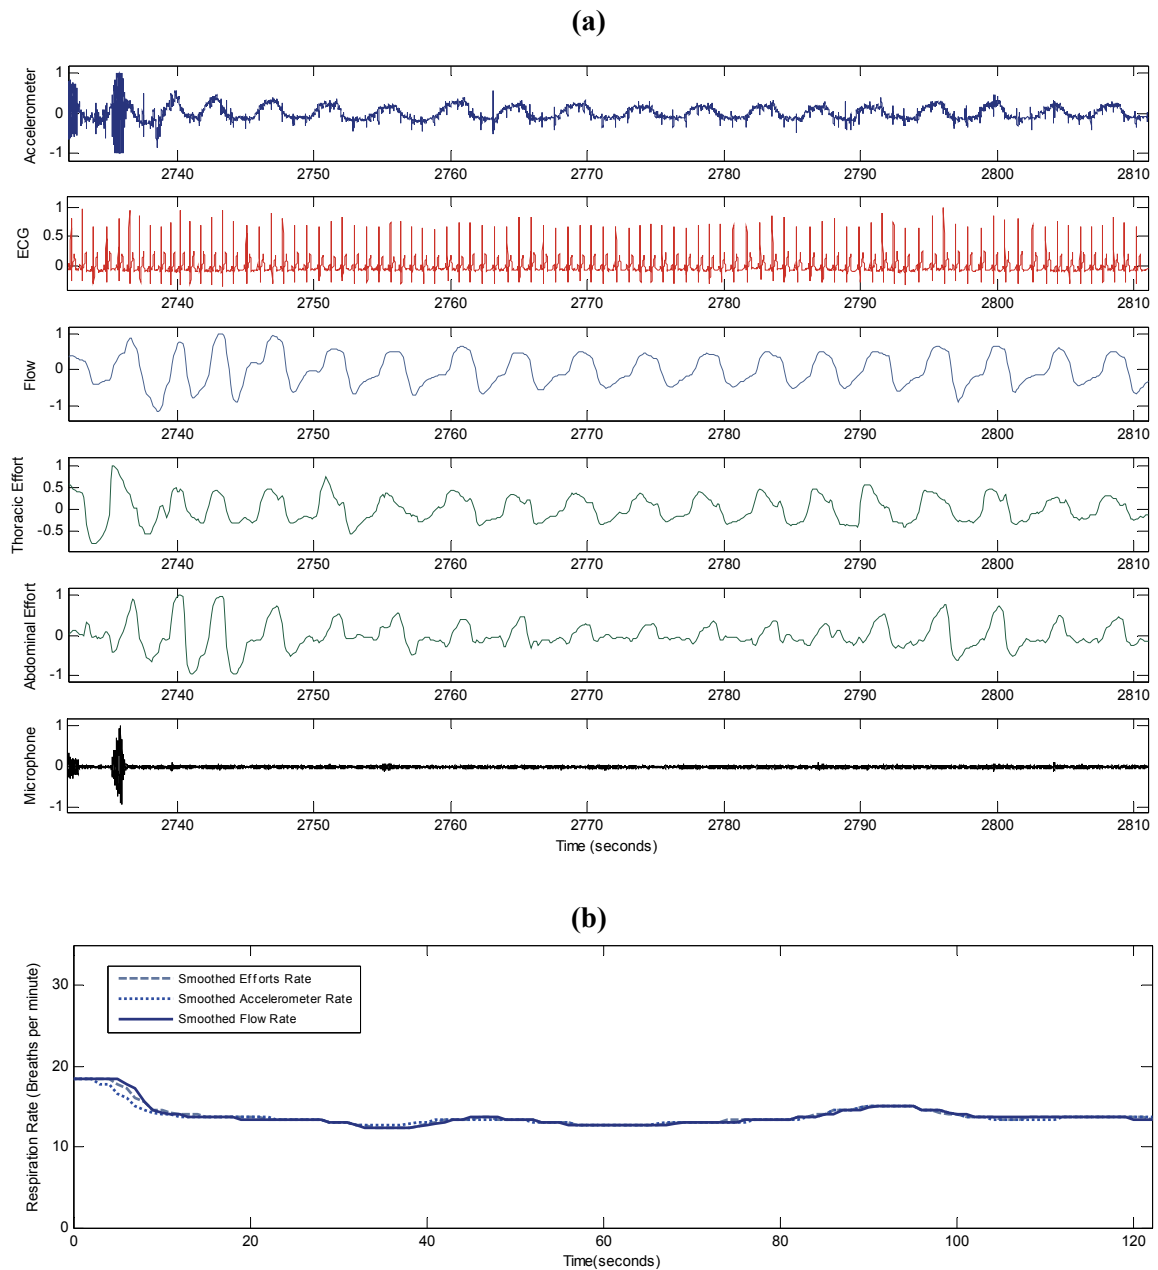 (a)
Accelerometer
1
0
-1
2740 2750 2760 2770 2780 2790 2800 2810
ECG
1
0.5
0
2740 2750 2760 2770 2780 2790 2800 2810
Flow
1
0
-1
2740 2750 2760 2770 2780 2790 2800 2810
Thoracic Effort
1
0.5
0
-0.5
2740 2750 2760 2770 2780 2790 2800 2810
Abdominal Effort
1
0
-1
2740 2750 2760 2770 2780 2790 2800 2810
Microphone
1
0
-1
2740 2750 2760 2770 2780 2790 2800 2810
Time (seconds)
(b)
Respiration Rate (Breaths per minute)
30
20
10
0
Smoothed Efforts Rate
Smoothed Accelerometer Rate
Smoothed Flow Rate
0 20 40 60 80 100 120
Time(seconds)